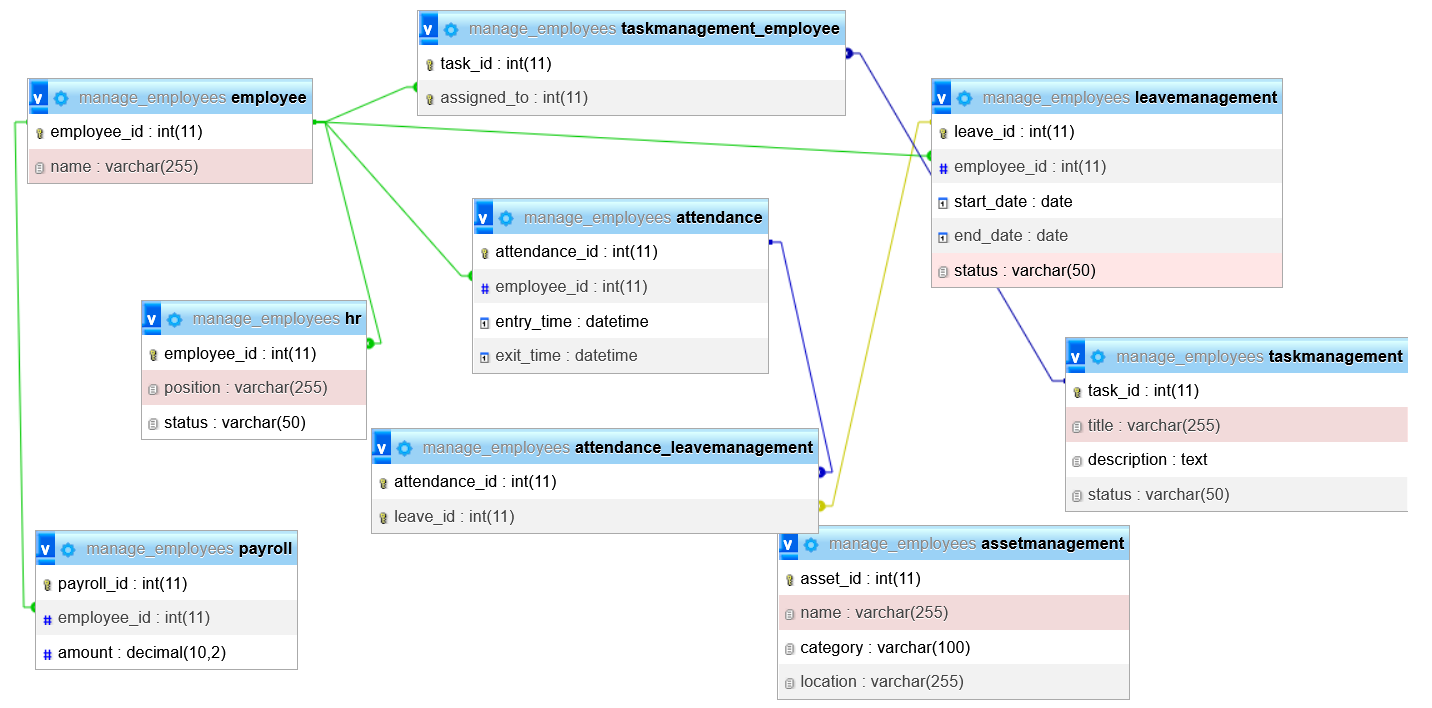 v manage_employees taskmanagement_employee
task_id : int(11)
assigned_to : int(11)
v manage_employees employee
employee_id : int(11)
name : varchar(255)
v manage_employees leavemanagement
leave_id : int(11)
employee_id : int(11)
start_date : date
end_date : date
status : varchar(50)
v manage_employees attendance
attendance_id : int(11)
# employee_id : int(11)
entry_time : datetime
exit_time : datetime
v manage_employees hr
employee_id : int(11)
position : varchar(255)
status : varchar(50)
v manage_employees taskmanagement
task_id : int(11)
title : varchar(255)
description : text
status : varchar(50)
v manage_employees attendance_leavemanagement
attendance_id : int(11)
leave_id : int(11)
v manage_employees payroll
payroll_id : int(11)
# employee_id : int(11)
# amount : decimal(10,2)
v manage_employees assetmanagement
asset_id : int(11)
name : varchar(255)
category : varchar(100)
location : varchar(255)